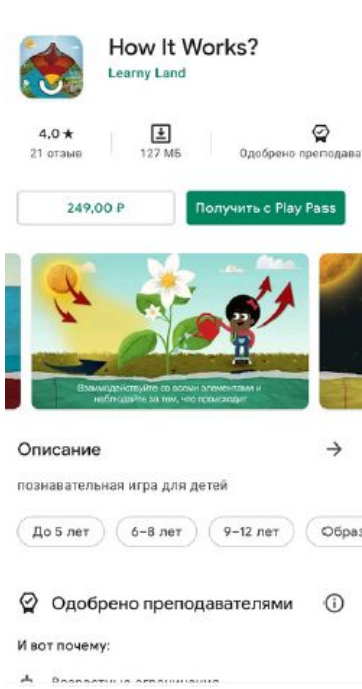 How It Works?
Learny Land
4,0 ★
21 отзыв
127 МБ
Одобрено преподава
249,00 ₽
Получить с Play Pass
Взаимодействуйте со всеми элементами и
наблюдайте за тем, что происходит
Описание
познавательная игра для детей
До 5 лет
6–8 лет
9–12 лет
Образ
Одобрено преподавателями
И вот почему:
Возрастные ограничения